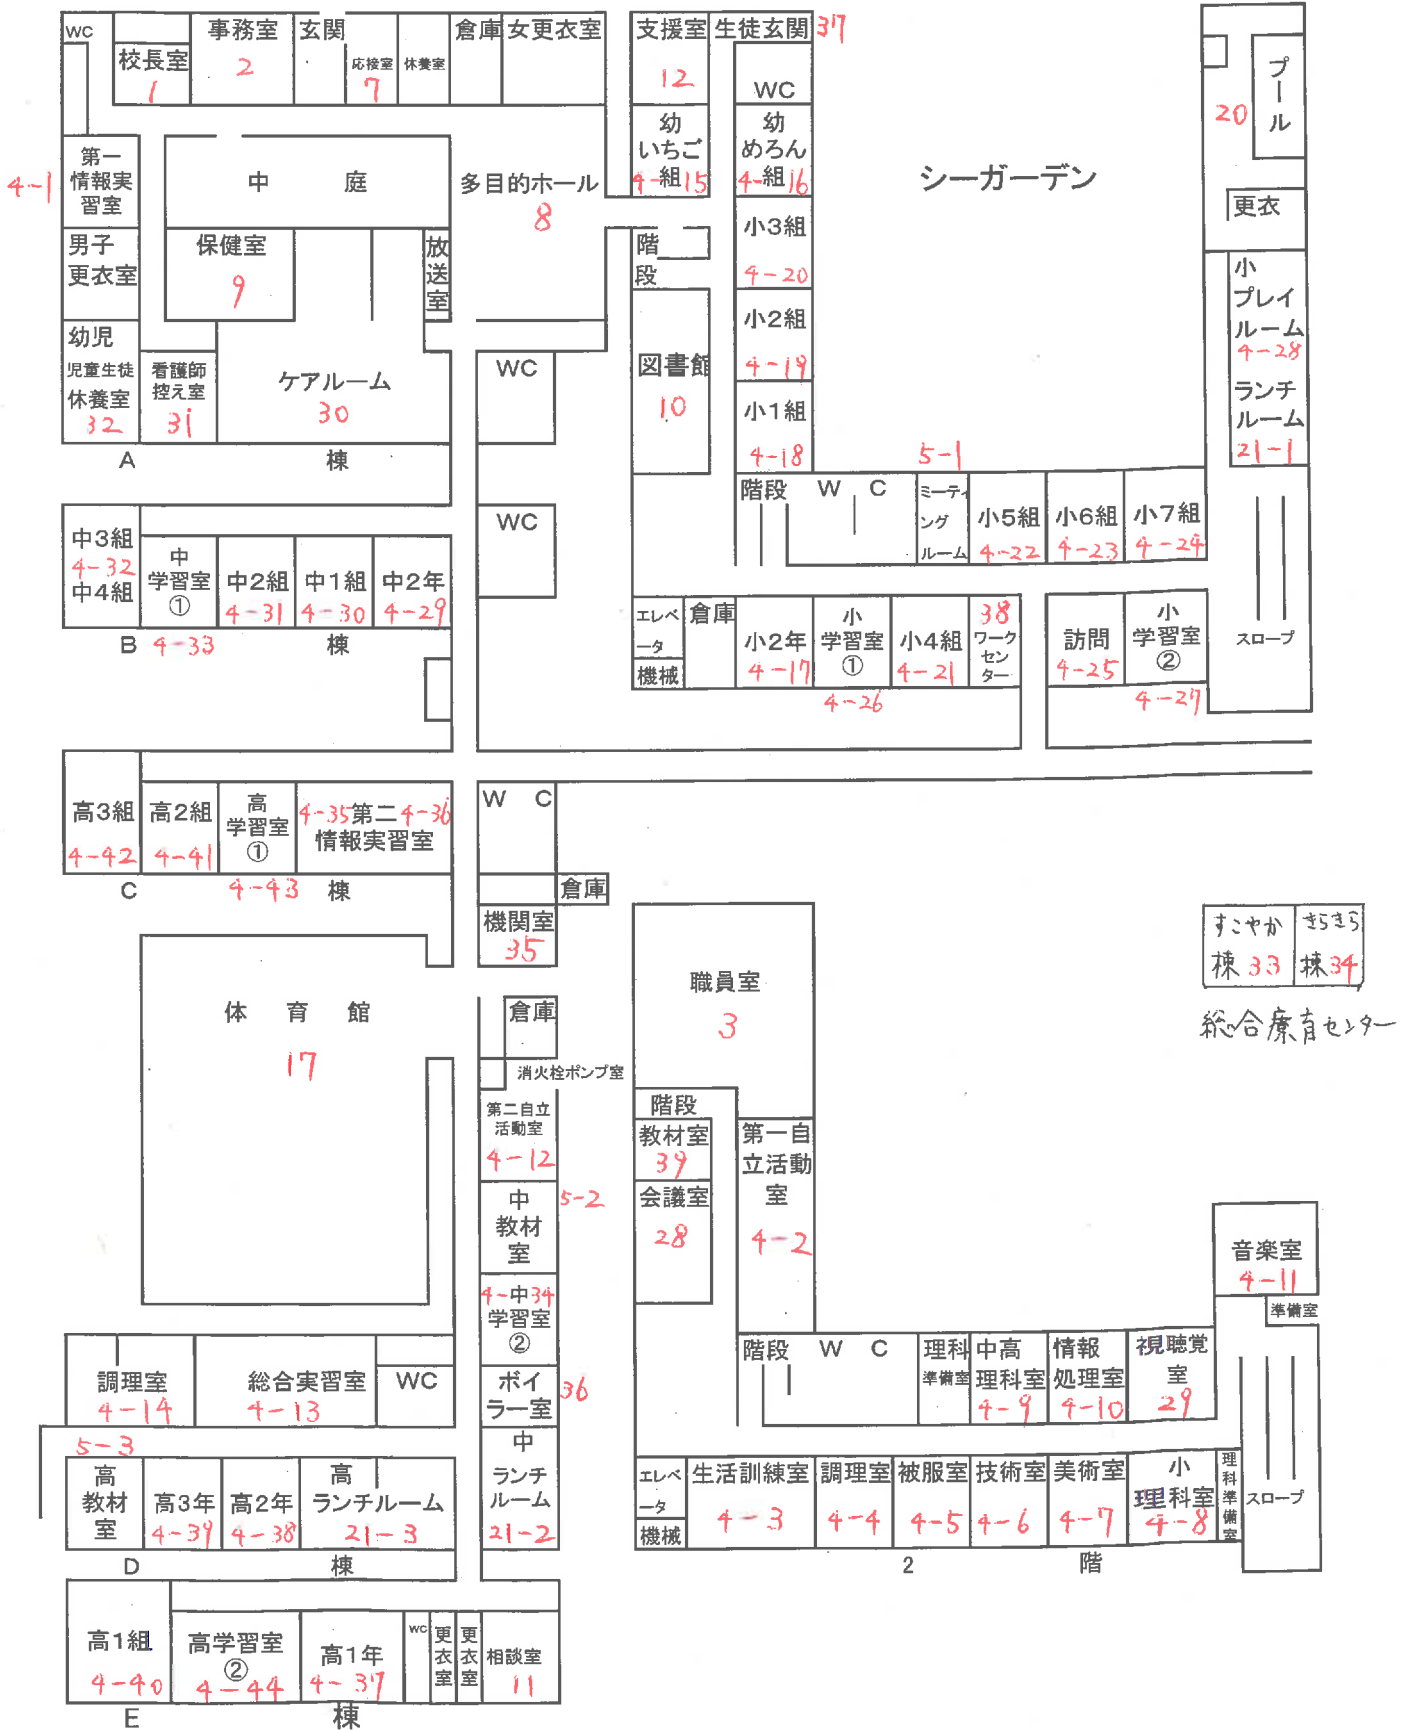 WC
校長室
1
事務室
2
玄関
応接室
7
休養室
倉庫
女更衣室
支援室
12
生徒玄関
37
WC
幼
いちご
組
4-15
幼
めろん
組
4-16
シーガーデン
プール
20
更衣
4-1
第一
情報実
習室
中 庭
多目的ホール
8
男子
更衣室
保健室
9
放送室
階
段
小3組
4-20
小2組
4-19
小1組
4-18
図書館
10
小
プレイ
ルーム
4-28
ランチ
ルーム
21-1
幼児
児童生徒
休養室
32
看護師
控え室
31
ケアルーム
30
WC
A 棟
階段
W C
5-1
ミーティ
ング
ルーム
小5組
4-22
小6組
4-23
小7組
4-24
中3組
4-32
中4組
中
学習室
①
4-33
中2組
4-31
中1組
4-30
中2年
4-29
WC
B 棟
エレベ
ータ
機械
倉庫
小2年
4-17
小
学習室
①
4-26
小4組
4-21
38
ワーク
セン
ター
訪問
4-25
小
学習室
②
4-27
スロープ
高3組
4-42
高2組
4-41
高
学習室
①
4-43
4-35第二4-36
情報実習室
W C
C 棟
倉庫
機関室
35
体 育 館
17
倉庫
消火栓ポンプ室
第二自立
活動室
4-12
中
教材
室
5-2
4-中34
学習室
②
ボイ
ラー室
36
職員室
3
階段
教材室
39
会議室
28
第一自
立活動
室
4-2
すこやか
棟33
きらきら
棟34
総合療育センター
音楽室
4-11
準備室
階段
W C
理科
準備室
中高
理科室
4-9
情報
処理室
4-10
視聴覚
室
29
調理室
4-14
総合実習室
4-13
WC
5-3
高
教材
室
高3年
4-39
高2年
4-38
高
ランチルーム
21-3
中
ランチ
ルーム
21-2
D 棟
エレベ
ータ
機械
生活訓練室
4-3
調理室
4-4
被服室
4-5
技術室
4-6
美術室
4-7
小
理科室
4-8
理科準備室
スロープ
2 階
高1組
4-40
高学習室
②
4-44
高1年
4-37
WC
更衣室
更衣室
相談室
11
E 棟